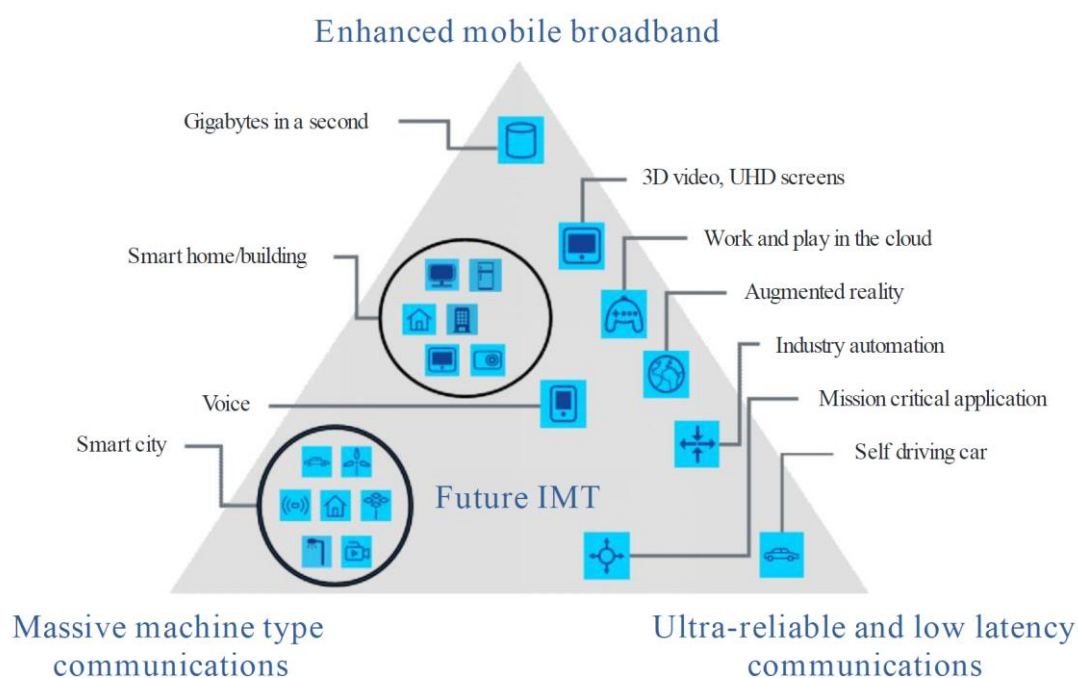 Enhanced mobile broadband
Gigabytes in a second
3D video, UHD screens
Work and play in the cloud
Smart home/building
Augmented reality
Industry automation
Mission critical application
Voice
Smart city
Self driving car
Future IMT
Massive machine type
communications
Ultra-reliable and low latency
communications